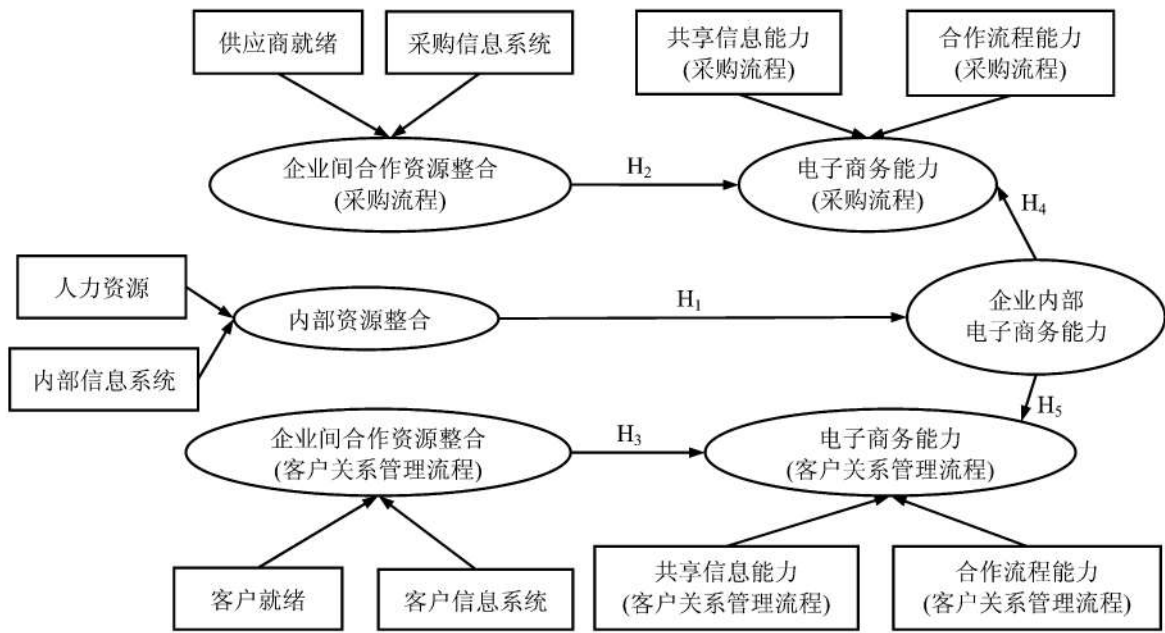 供应商就绪
采购信息系统
共享信息能力
(采购流程)
合作流程能力
(采购流程)
企业间合作资源整合
(采购流程)
H2
电子商务能力
(采购流程)
H4
人力资源
内部资源整合
H1
企业内部
电子商务能力
内部信息系统
H5
企业间合作资源整合
(客户关系管理流程)
H3
电子商务能力
(客户关系管理流程)
客户就绪
客户信息系统
共享信息能力
(客户关系管理流程)
合作流程能力
(客户关系管理流程)